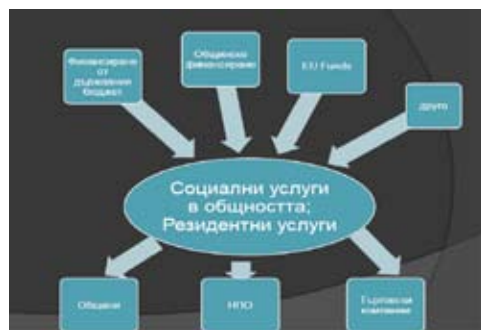 Финансиране
от
държавния
бюджет
Общинско
финансиране
EU Funds
друго
Социални услуги
в общността;
Резидентни услуги
Общини
НПО
Търговски
компании